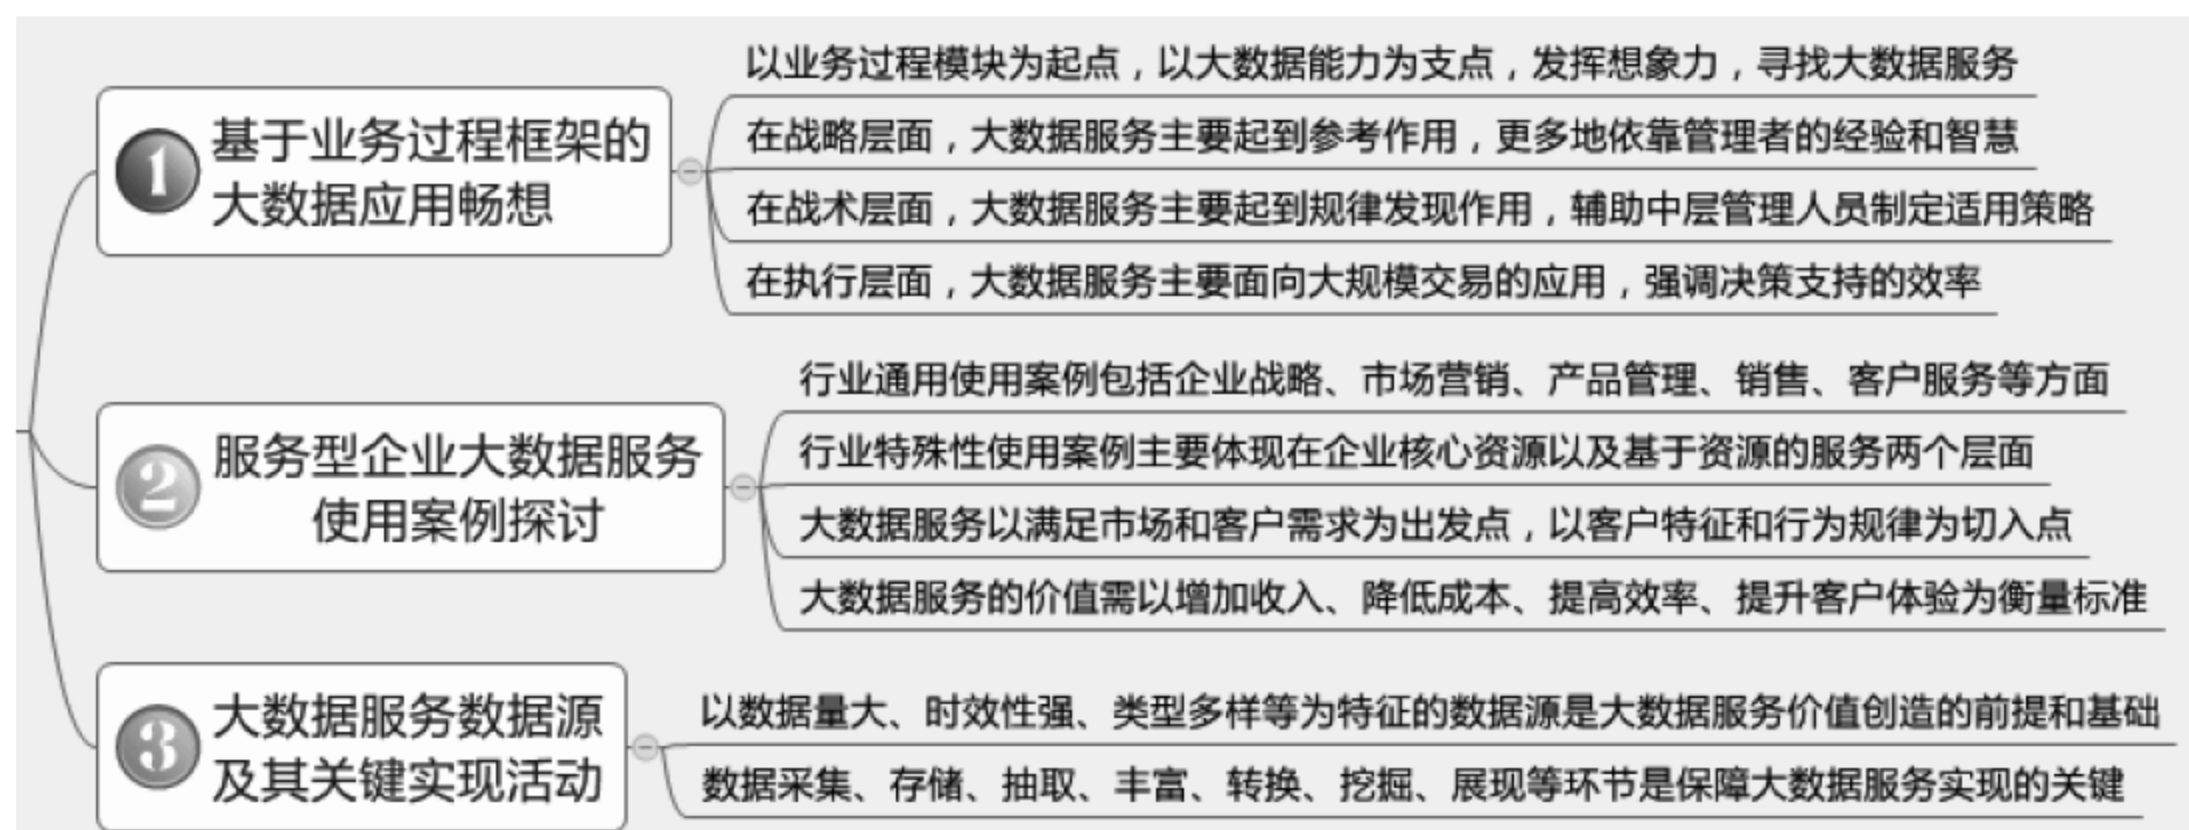 1
基于业务过程框架的
大数据应用畅想
以业务过程模块为起点，以大数据能力为支点，发挥想象力，寻找大数据服务
在战略层面，大数据服务主要起到参考作用，更多地依靠管理者的经验和智慧
在战术层面，大数据服务主要起到规律发现作用，辅助中层管理人员制定适用策略
在执行层面，大数据服务主要面向大规模交易的应用，强调决策支持的效率
2
服务型企业大数据服务
使用案例探讨
行业通用使用案例包括企业战略、市场营销、产品管理、销售、客户服务等方面
行业特殊性使用案例主要体现在企业核心资源以及基于资源的服务两个层面
大数据服务以满足市场和客户需求为出发点，以客户特征和行为规律为切入点
大数据服务的价值需以增加收入、降低成本、提高效率、提升客户体验为衡量标准
3
大数据服务数据源
及其关键实现活动
以数据量大、时效性强、类型多样等为特征的数据源是大数据服务价值创造的前提和基础
数据采集、存储、抽取、丰富、转换、挖掘、展现等环节是保障大数据服务实现的关键